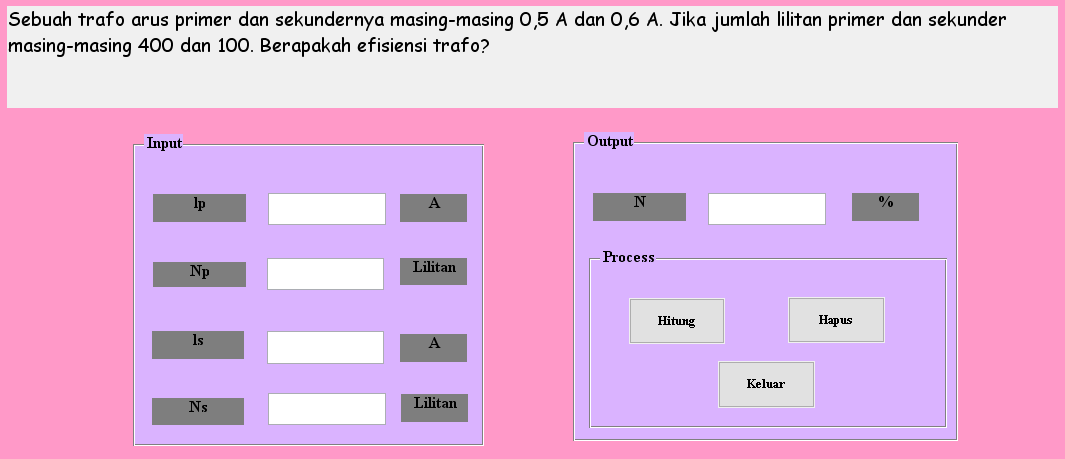 Sebuah trafo arus primer dan sekundernya masing-masing 0,5 A dan 0,6 A. Jika jumlah lilitan primer dan sekunder
masing-masing 400 dan 100. Berapakah efisiensi trafo?
Input
Ip
A
Np
Lilitan
Is
A
Ns
Lilitan
Output
N
%
Process
Hitung
Hapus
Keluar